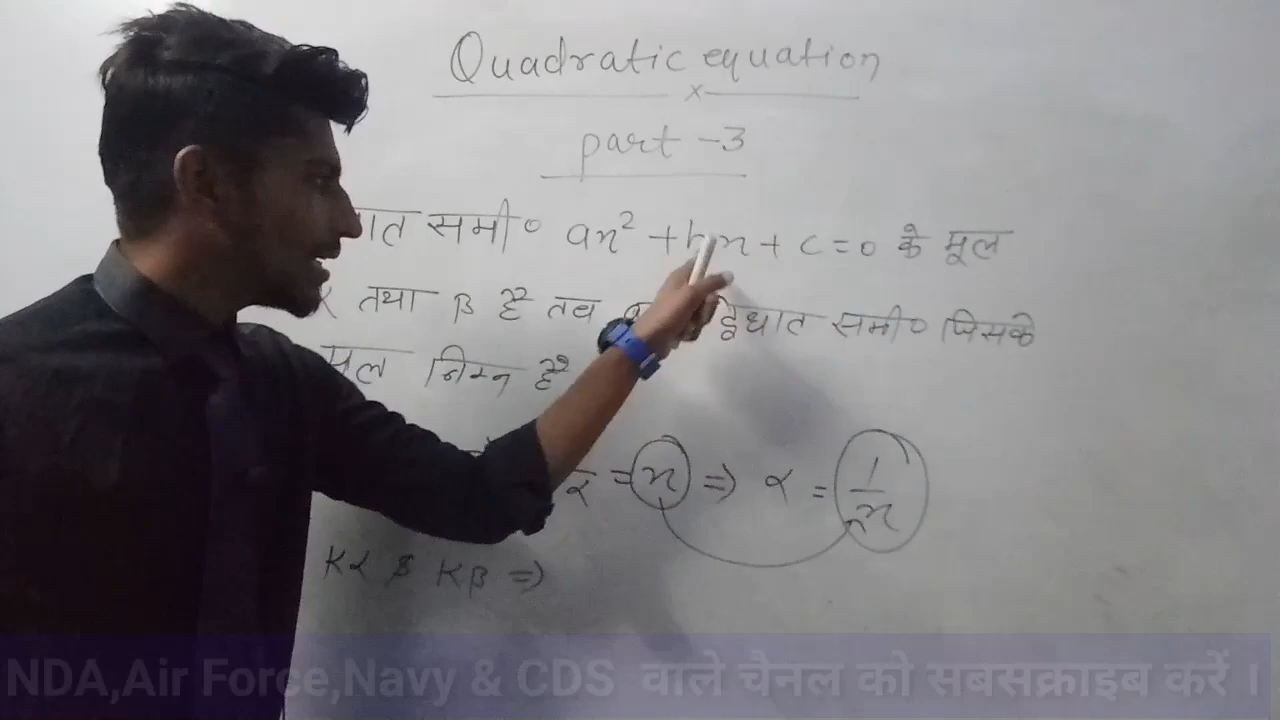 Quadratic equation
x
part -3
समी० ax² + bx + c = 0 के मूल
α तथा β है तब द्विघात समी० जिसके
मूल निम्न है
= x ⇒ α = 1/x
Kα β Kβ ⇒
NDA,Air Force,Navy & CDS वाले चैनल को सबसक्राइब करें ।